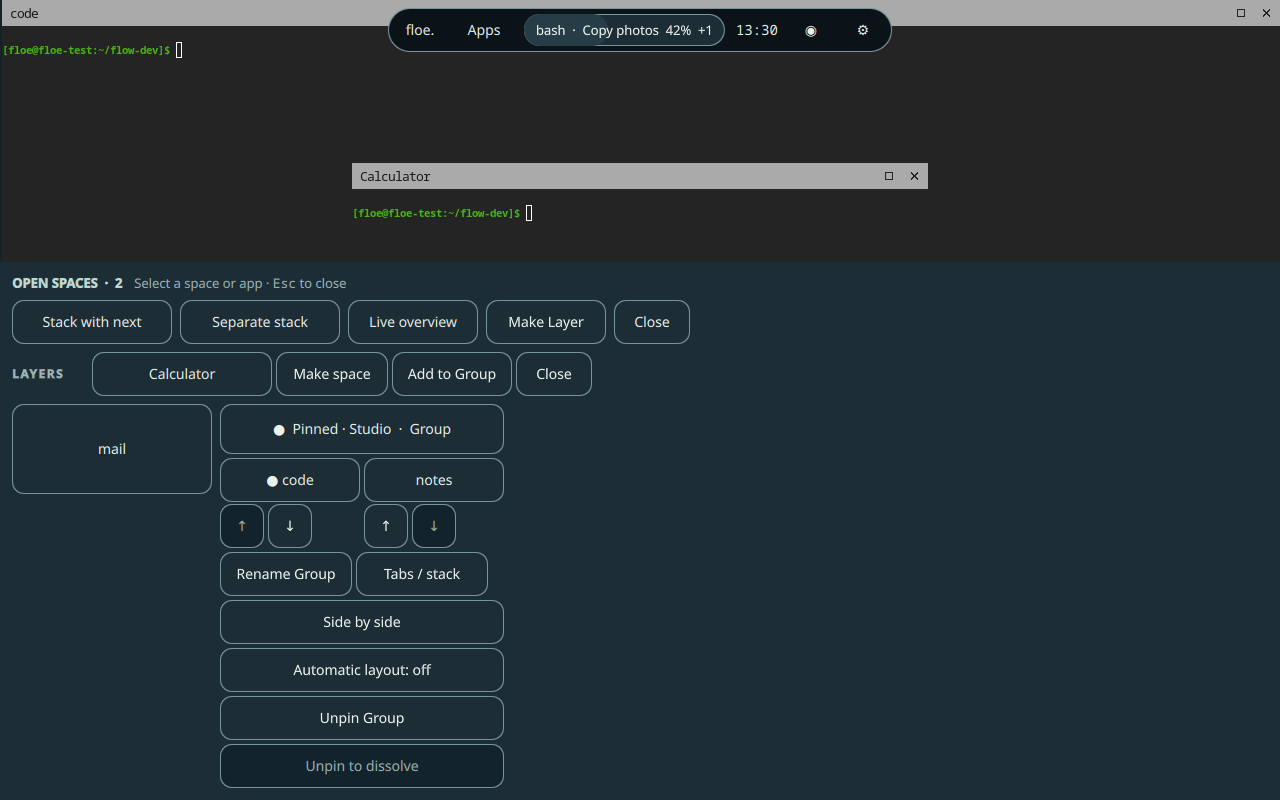 code
floe. Apps bash · Copy photos 42% +1 13:30
[floe@floe-test:~/flow-dev]$
Calculator
[floe@floe-test:~/flow-dev]$
OPEN SPACES · 2 Select a space or app · Esc to close
Stack with next Separate stack Live overview Make Layer Close
LAYERS Calculator Make space Add to Group Close
mail
● Pinned · Studio · Group
● code notes
↑ ↓ ↑ ↓
Rename Group Tabs / stack
Side by side
Automatic layout: off
Unpin Group
Unpin to dissolve